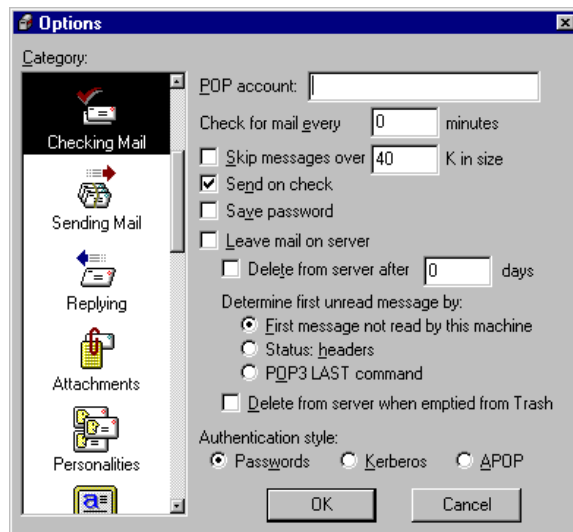 Options
Category:
Checking Mail
Sending Mail
Replying
Attachments
Personalities
POP account:
Check for mail every 0 minutes
Skip messages over 40 K in size
Send on check
Save password
Leave mail on server
Delete from server after 0 days
Determine first unread message by:
First message not read by this machine
Status: headers
POP3 LAST command
Delete from server when emptied from Trash
Authentication style:
Passwords Kerberos APOP
OK Cancel